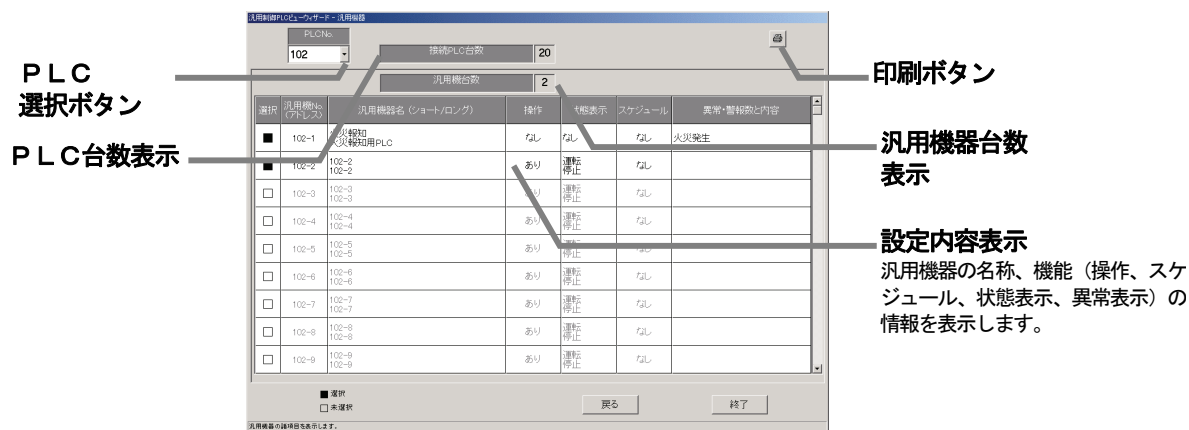 汎用制御PLCビューウィザード - 汎用機器
PLCNo.
102
接続PLC台数 20
汎用機台数 2
選択 汎用機No.(アドレス) 汎用機器名（ショート/ロング） 操作 状態表示 スケジュール 異常・警報数と内容
■ 102-1 火災報知 なし なし なし 火災発生
火災報知用PLC
■ 102-2 102-2 あり 運転 なし
102-2 停止
□ 102-3 102-3 あり 運転 なし
102-3 停止
□ 102-4 102-4 あり 運転 なし
102-4 停止
□ 102-5 102-5 あり 運転 なし
102-5 停止
□ 102-6 102-6 あり 運転 なし
102-6 停止
□ 102-7 102-7 あり 運転 なし
102-7 停止
□ 102-8 102-8 あり 運転 なし
102-8 停止
□ 102-9 102-9 あり 運転 なし
102-9 停止
■ 選択
□ 未選択
戻る
終了
汎用機器の諸項目を表示します。
ＰＬＣ
選択ボタン
ＰＬＣ台数表示
印刷ボタン
汎用機器台数
表示
設定内容表示
汎用機器の名称、機能（操作、スケ
ジュール、状態表示、異常表示）の
情報を表示します。